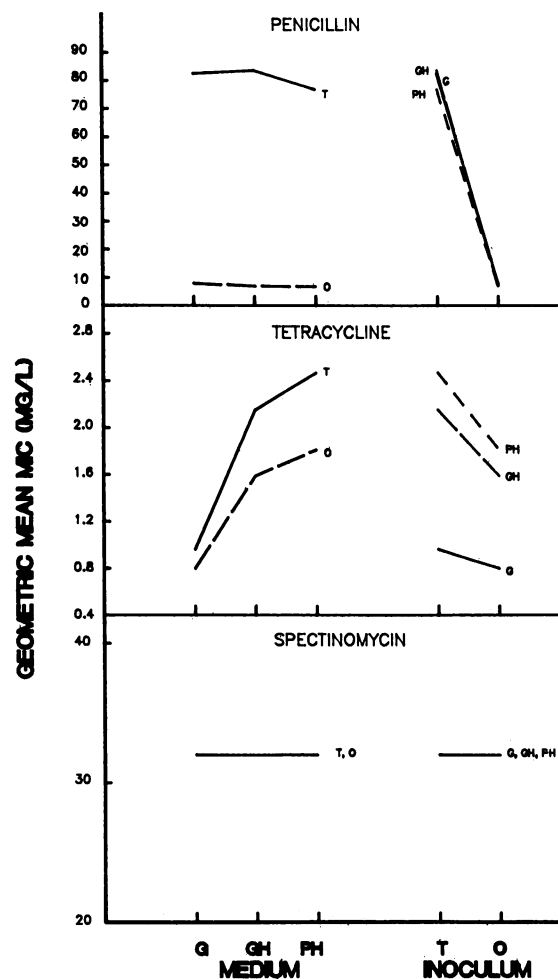 PENICILLIN
90
80
70
60
50
40
30
20
10
0
T
O
GH
G
PH
TETRACYCLINE
2.8
2.4
2.0
1.6
1.2
0.8
0.4
T
O
PH
GH
G
SPECTINOMYCIN
40
30
20
T, O
G, GH, PH
GEOMETRIC MEAN MIC (MG/L)
G GH PH T O
MEDIUM INOCULUM